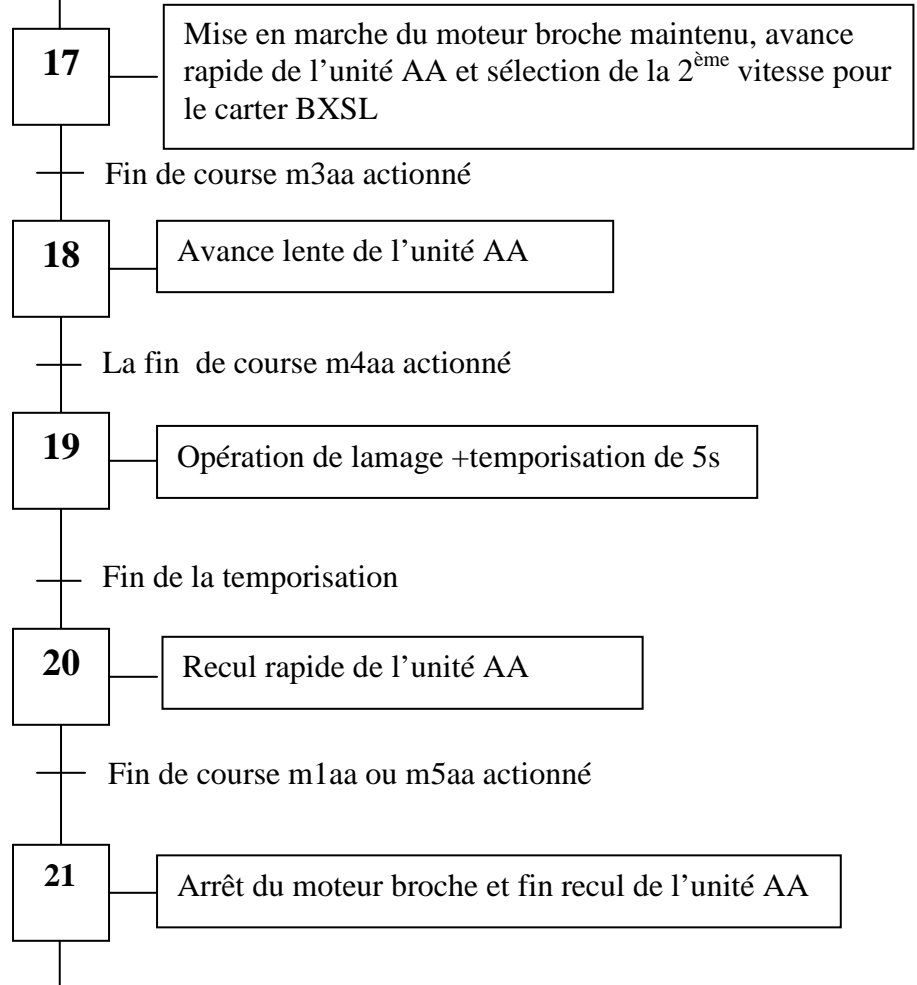 17
Mise en marche du moteur broche maintenu, avance
rapide de l’unité AA et sélection de la 2ème vitesse pour
le carter BXSL
Fin de course m3aa actionné
18
Avance lente de l’unité AA
La fin  de course m4aa actionné
19
Opération de lamage +temporisation de 5s
Fin de la temporisation
20
Recul rapide de l’unité AA
Fin de course m1aa ou m5aa actionné
21
Arrêt du moteur broche et fin recul de l’unité AA